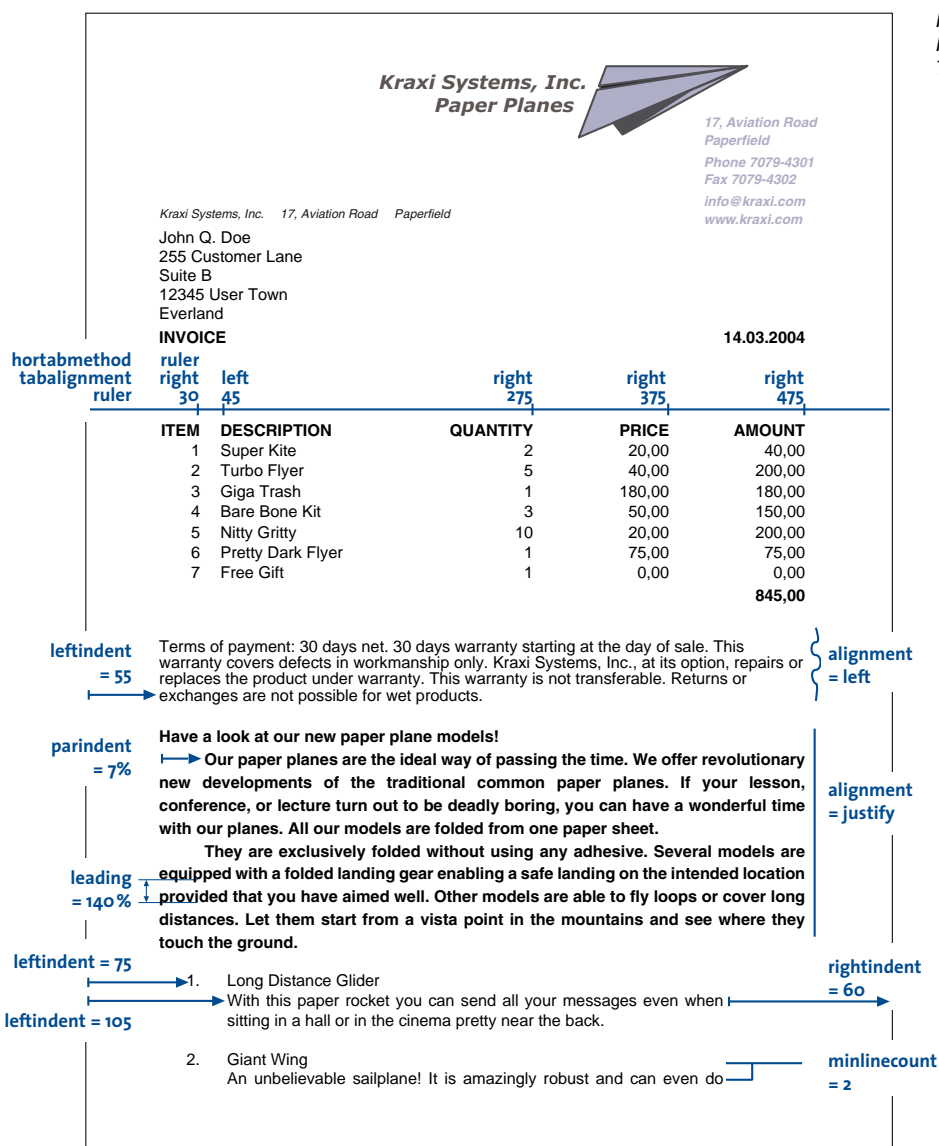 Kraxi Systems, Inc.
Paper Planes
17, Aviation Road
Paperfield
Phone 7079-4301
Fax 7079-4302
info@kraxi.com
www.kraxi.com
Kraxi Systems, Inc. 17, Aviation Road Paperfield
John Q. Doe
255 Customer Lane
Suite B
12345 User Town
Everland
INVOICE 14.03.2004
hortabmethod ruler
tabalignment right left right right right
ruler 30 45 275 375 475
ITEM DESCRIPTION QUANTITY PRICE AMOUNT
1 Super Kite 2 20,00 40,00
2 Turbo Flyer 5 40,00 200,00
3 Giga Trash 1 180,00 180,00
4 Bare Bone Kit 3 50,00 150,00
5 Nitty Gritty 10 20,00 200,00
6 Pretty Dark Flyer 1 75,00 75,00
7 Free Gift 1 0,00 0,00
845,00
leftindent
= 55
Terms of payment: 30 days net. 30 days warranty starting at the day of sale. This
warranty covers defects in workmanship only. Kraxi Systems, Inc., at its option, repairs or
replaces the product under warranty. This warranty is not transferable. Returns or
exchanges are not possible for wet products.
alignment
= left
parindent
= 7%
Have a look at our new paper plane models!
Our paper planes are the ideal way of passing the time. We offer revolutionary
new developments of the traditional common paper planes. If your lesson,
conference, or lecture turn out to be deadly boring, you can have a wonderful time
with our planes. All our models are folded from one paper sheet.
alignment
= justify
They are exclusively folded without using any adhesive. Several models are
equipped with a folded landing gear enabling a safe landing on the intended location
provided that you have aimed well. Other models are able to fly loops or cover long
distances. Let them start from a vista point in the mountains and see where they
touch the ground.
leading
= 140%
leftindent = 75
leftindent = 105
1. Long Distance Glider
With this paper rocket you can send all your messages even when
sitting in a hall or in the cinema pretty near the back.
rightindent
= 60
2. Giant Wing
An unbelievable sailplane! It is amazingly robust and can even do
minlinecount
= 2